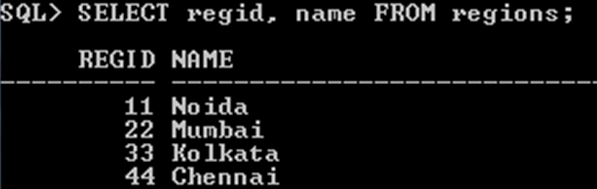 SQL> SELECT regid, name FROM regions;
REGID NAME
---------- ----------------------------
11 Noida
22 Mumbai
33 Kolkata
44 Chennai